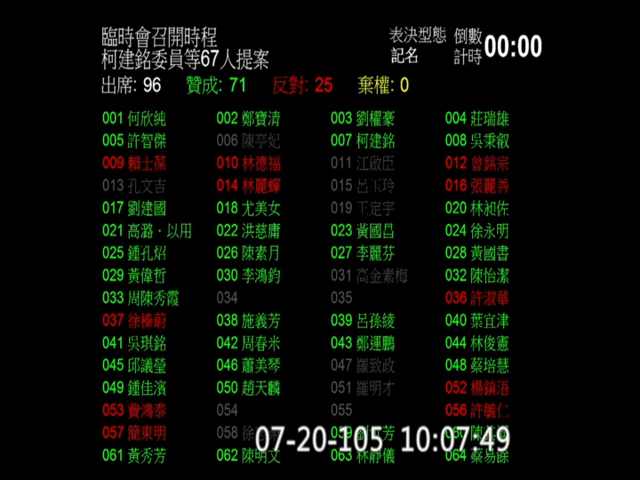 臨時會召開時程
柯建銘委員等67人提案
表決型態 倒數
記名 計時 00:00
出席: 96 贊成: 71 反對: 25 棄權: 0
001 何欣純 002 鄭寶清 003 劉櫂豪 004 莊瑞雄
005 許智傑 006 陳亭妃 007 柯建銘 008 吳秉叡
009 賴士葆 010 林德福 011 江啟臣 012 曾銘宗
013 孔文吉 014 林麗蟬 015 呂玉玲 016 張麗善
017 劉建國 018 尤美女 019 王定宇 020 林昶佐
021 高潞．以用 022 洪慈庸 023 黃國昌 024 徐永明
025 鍾孔炤 026 陳素月 027 李麗芬 028 黃國書
029 黃偉哲 030 李鴻鈞 031 高金素梅 032 陳怡潔
033 周陳秀霞 034 035 036 許淑華
037 徐榛蔚 038 施義芳 039 呂孫綾 040 葉宜津
041 吳琪銘 042 周春米 043 鄭運鵬 044 林俊憲
045 邱議瑩 046 蕭美琴 047 羅致政 048 蔡培慧
049 鍾佳濱 050 趙天麟 051 羅明才 052 楊鎮浯
053 費鴻泰 054 055 056 許毓仁
057 簡東明 058 徐 059 芳 060
061 黃秀芳 062 陳明文 063 林靜儀 064 蔡易餘
07-20-105 10:07:49